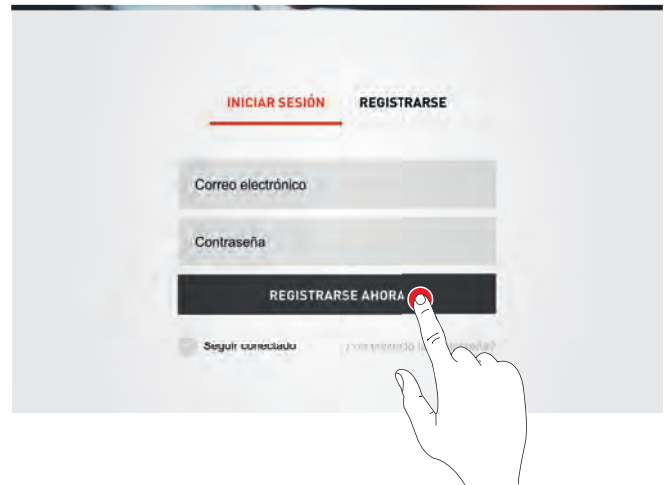 INICIAR SESIÓN REGISTRARSE
Correo electrónico
Contraseña
REGISTRARSE AHORA
Seguir conectado